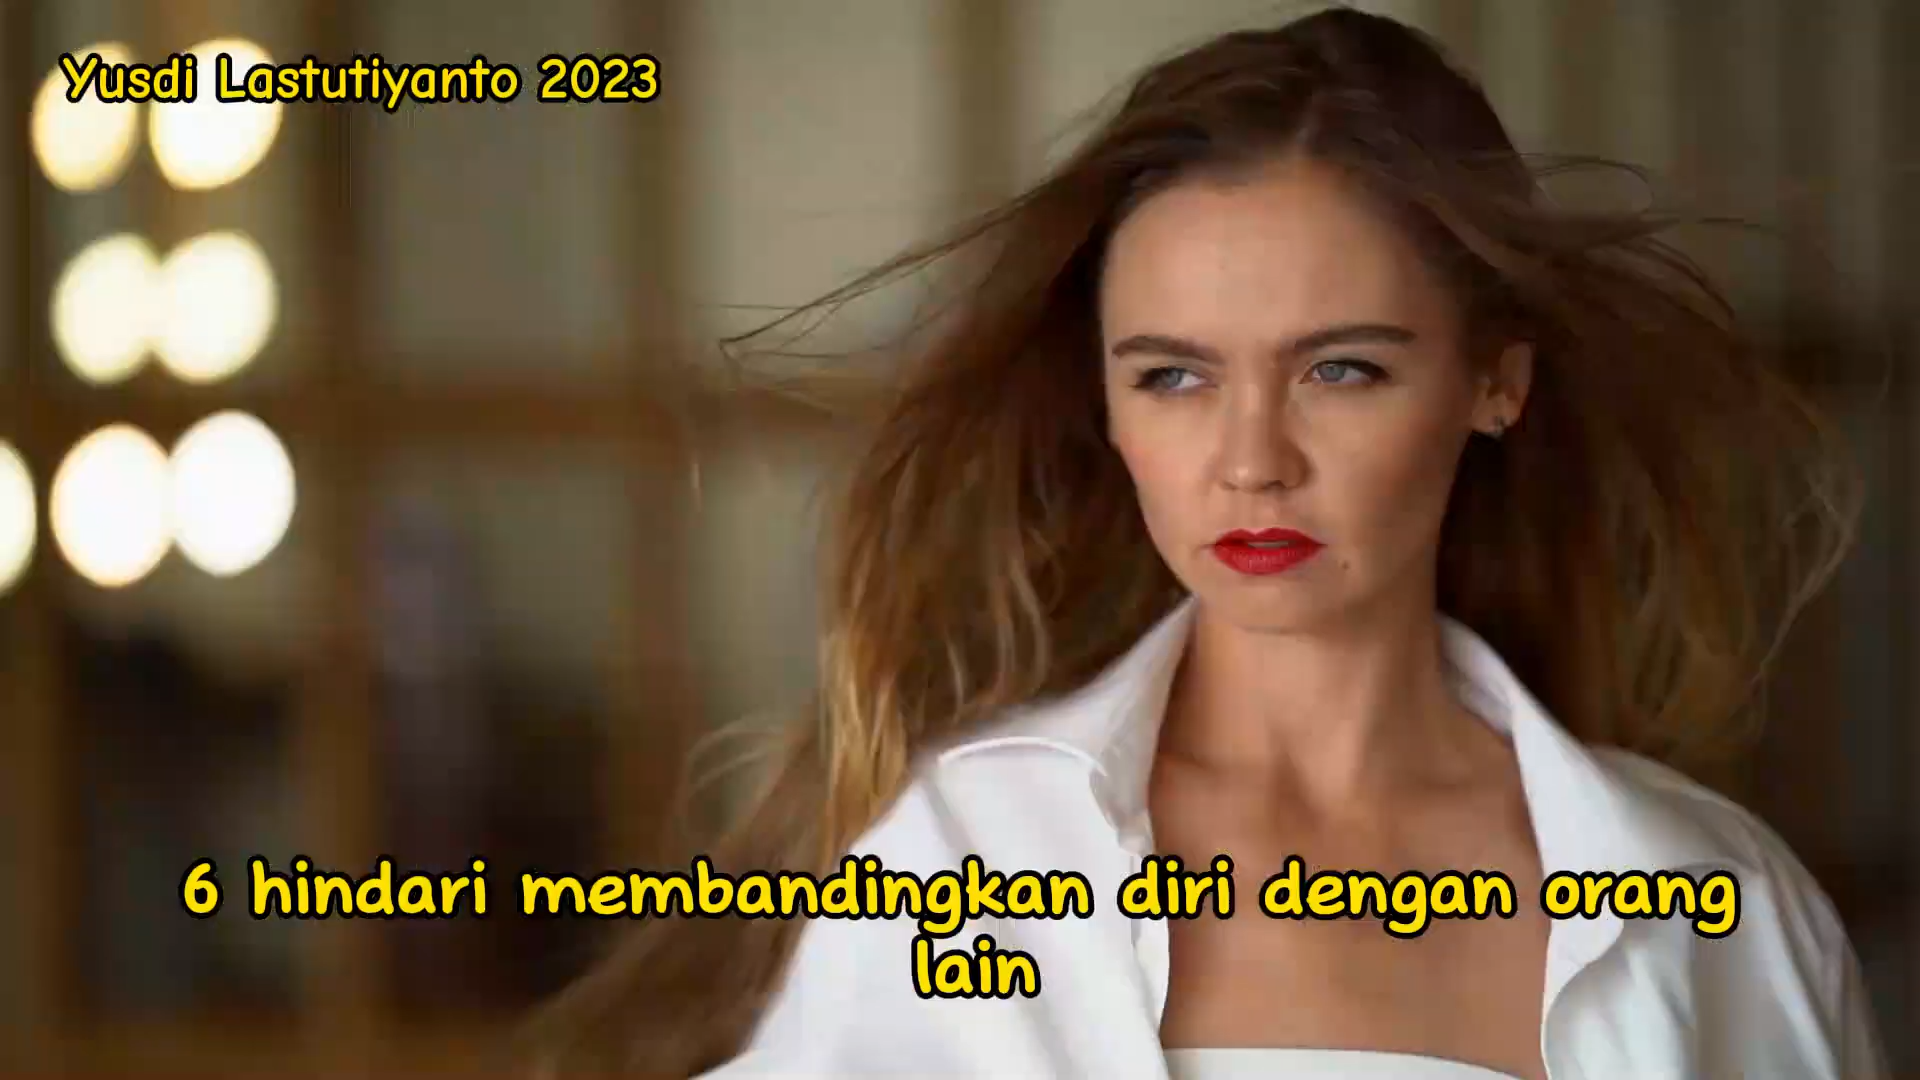 Yusdi Lastutiyanto 2023
6 hindari membandingkan diri dengan orang
lain